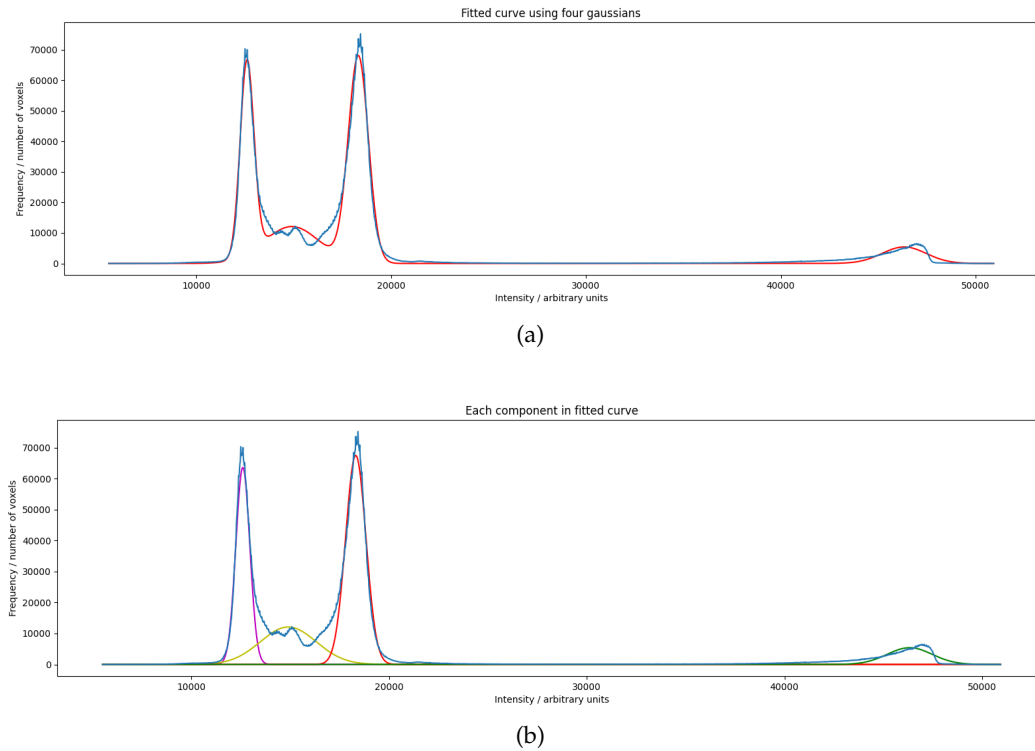 Fitted curve using four gaussians
70000
60000
50000
40000
30000
20000
10000
0
Frequency / number of voxels
10000 20000 30000 40000 50000
Intensity / arbitrary units
(a)
Each component in fitted curve
70000
60000
50000
40000
30000
20000
10000
0
Frequency / number of voxels
10000 20000 30000 40000 50000
Intensity / arbitrary units
(b)